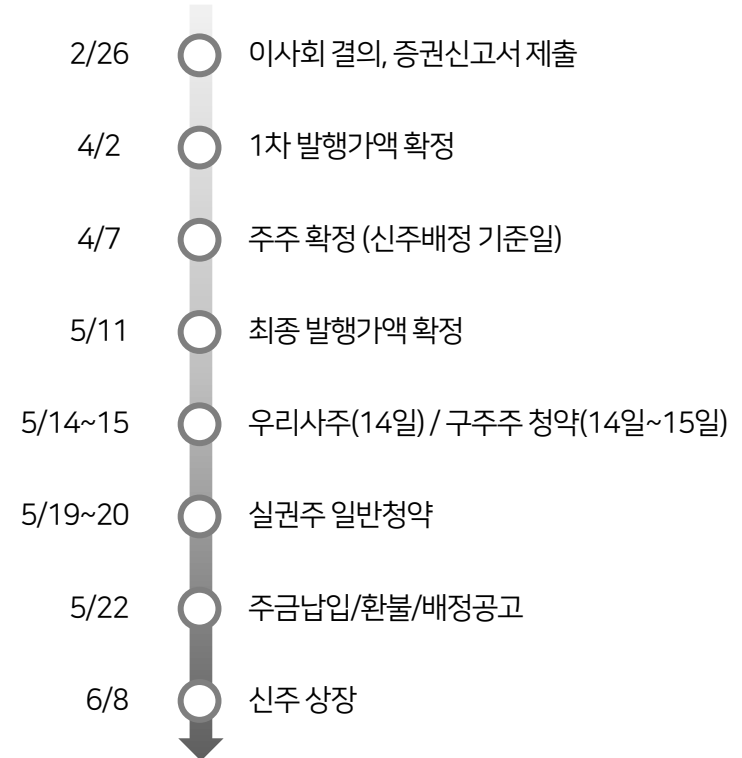 2/26 이사회 결의, 증권신고서 제출
4/2 1차 발행가액 확정
4/7 주주 확정 (신주배정 기준일)
5/11 최종 발행가액 확정
5/14~15 우리사주(14일) / 구주주 청약(14일~15일)
5/19~20 실권주 일반청약
5/22 주금납입/환불/배정공고
6/8 신주 상장